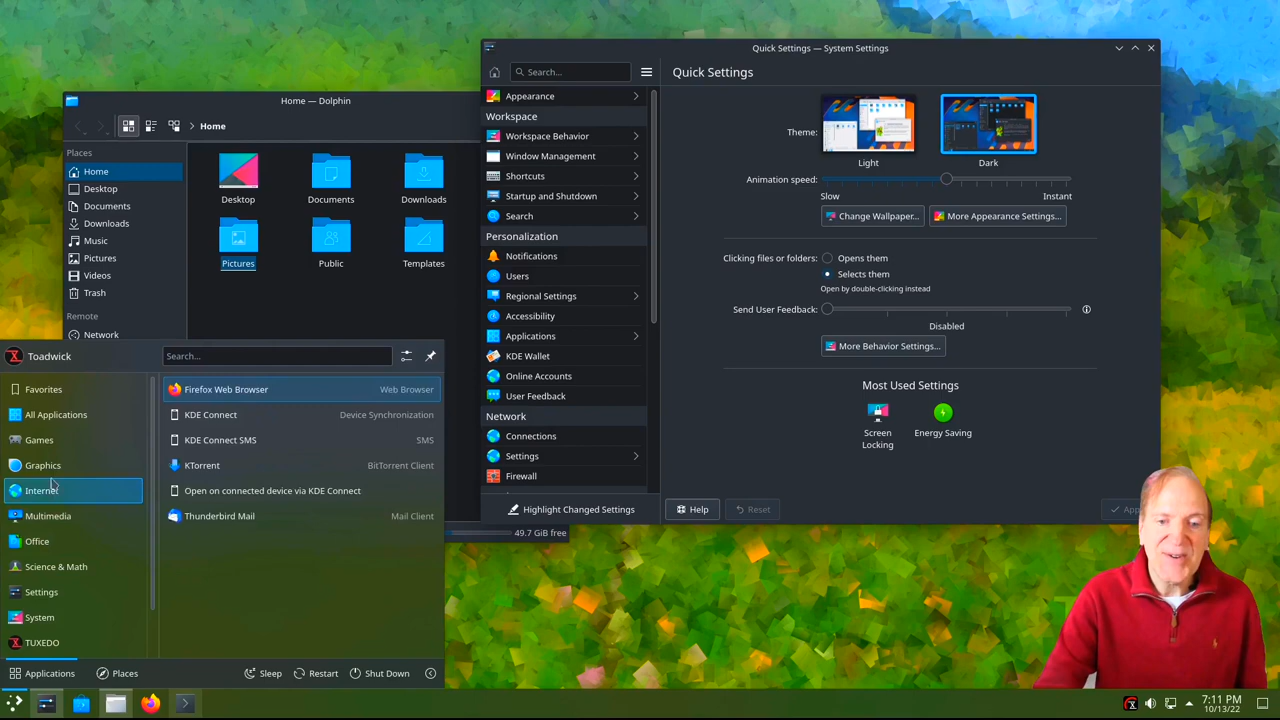 Home — Dolphin
Home
Places
Home
Desktop
Documents
Downloads
Music
Pictures
Videos
Trash
Remote
Network
Desktop
Documents
Downloads
Pictures
Public
Templates
49.7 GiB free
Quick Settings — System Settings
Search...
Quick Settings
Appearance
Workspace
Workspace Behavior
Window Management
Shortcuts
Startup and Shutdown
Search
Personalization
Notifications
Users
Regional Settings
Accessibility
Applications
KDE Wallet
Online Accounts
User Feedback
Network
Connections
Settings
Firewall
Highlight Changed Settings
Theme:
Light
Dark
Animation speed:
Slow
Instant
Change Wallpaper...
More Appearance Settings...
Clicking files or folders:
Opens them
Selects them
Open by double-clicking instead
Send User Feedback:
Disabled
More Behavior Settings...
Most Used Settings
Screen
Locking
Energy Saving
Help
Reset
Toadwick
Search...
Favorites
All Applications
Games
Graphics
Internet
Multimedia
Office
Science & Math
Settings
System
TUXEDO
Firefox Web Browser
Web Browser
KDE Connect
Device Synchronization
KDE Connect SMS
SMS
KTorrent
BitTorrent Client
Open on connected device via KDE Connect
Thunderbird Mail
Mail Client
Applications
Places
Sleep
Restart
Shut Down
7:11 PM
10/13/22